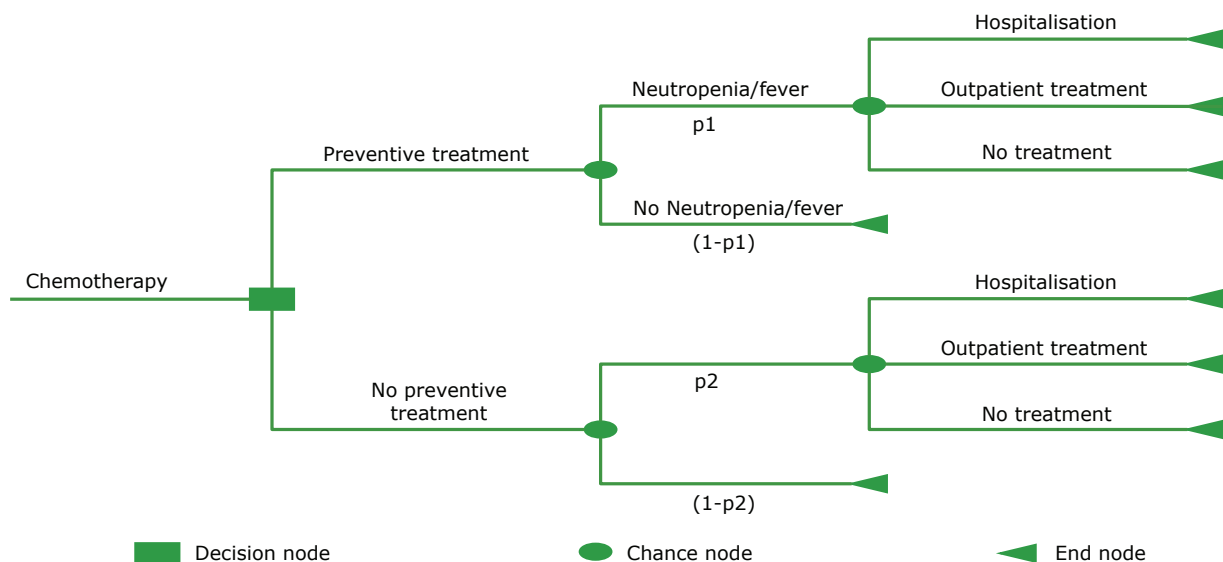 Hospitalisation
Neutropenia/fever
Outpatient treatment
p1
Preventive treatment
No treatment
No Neutropenia/fever
(1-p1)
Chemotherapy
Hospitalisation
Outpatient treatment
No preventive
treatment
p2
No treatment
(1-p2)
Decision node
Chance node
End node